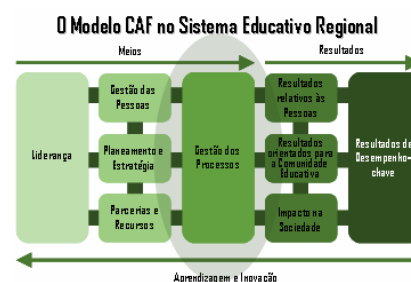 O Modelo CAF no Sistema Educativo Regional
Meios
Resultados
Liderança
Gestão das
Pessoas
Planeamento e
Estratégia
Parcerias e
Recursos
Gestão dos
Processos
Resultados
relativos às
Pessoas
Resultados
orientados para
a Comunidade
Educativa
Impacto na
Sociedade
Resultados de
Desempenho-
chave
Aprendizagem e Inovação